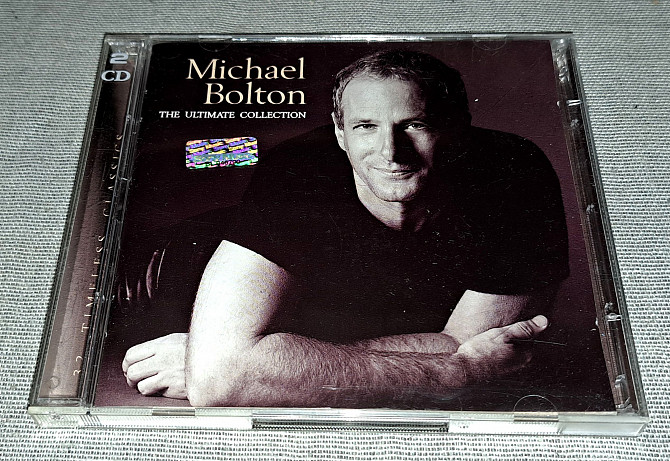 2
CD
Michael
Bolton
THE ULTIMATE COLLECTION
32 TIMELESS CLASSICS